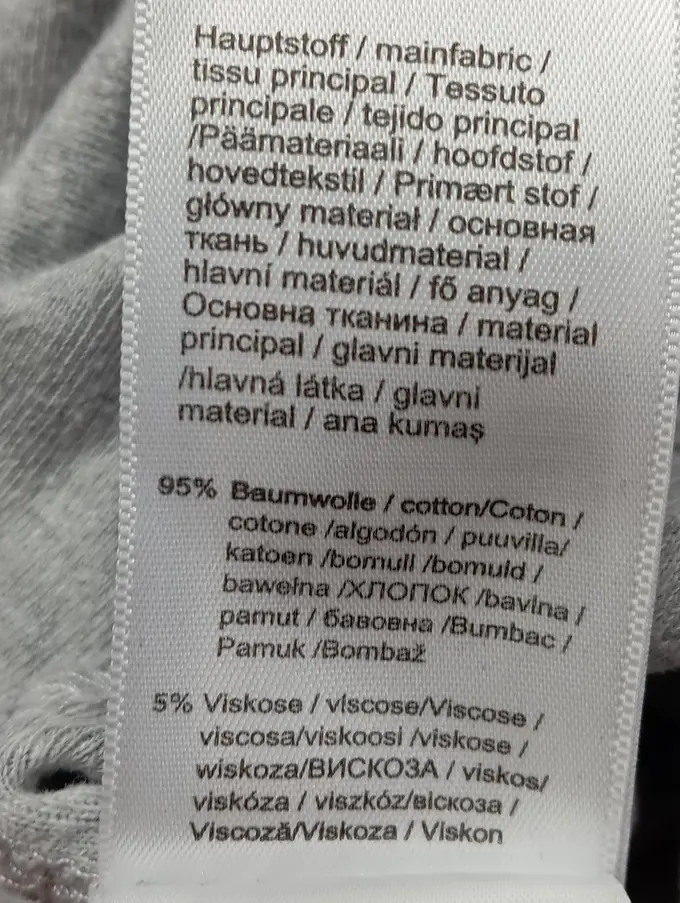 Hauptstoff / mainfabric /
tissu principal / Tessuto
principale / tejido principal
/Päämateriaali / hoofdstof /
hovedtekstil / Primært stof /
główny materiał / основная
ткань / huvudmaterial /
hlavní materiál / fő anyag /
Основна тканина / material
principal / glavni materijal
/hlavná látka / glavni
material / ana kumaş
95% Baumwolle / cotton/Coton /
cotone /algodón / puuvilla/
katoen /bomull /bomuld /
bawełna /ХЛОПОК /bavlna /
pamut / бавовна /Bumbac /
Pamuk /Bombaž
5% Viskose / viscose/Viscose /
viscosa/viskoosi /viskose /
wiskoza/ВИСКОЗА / viskos/
viskóza / viszkóz/віскоза /
Viscoză/Viskoza / Viskon